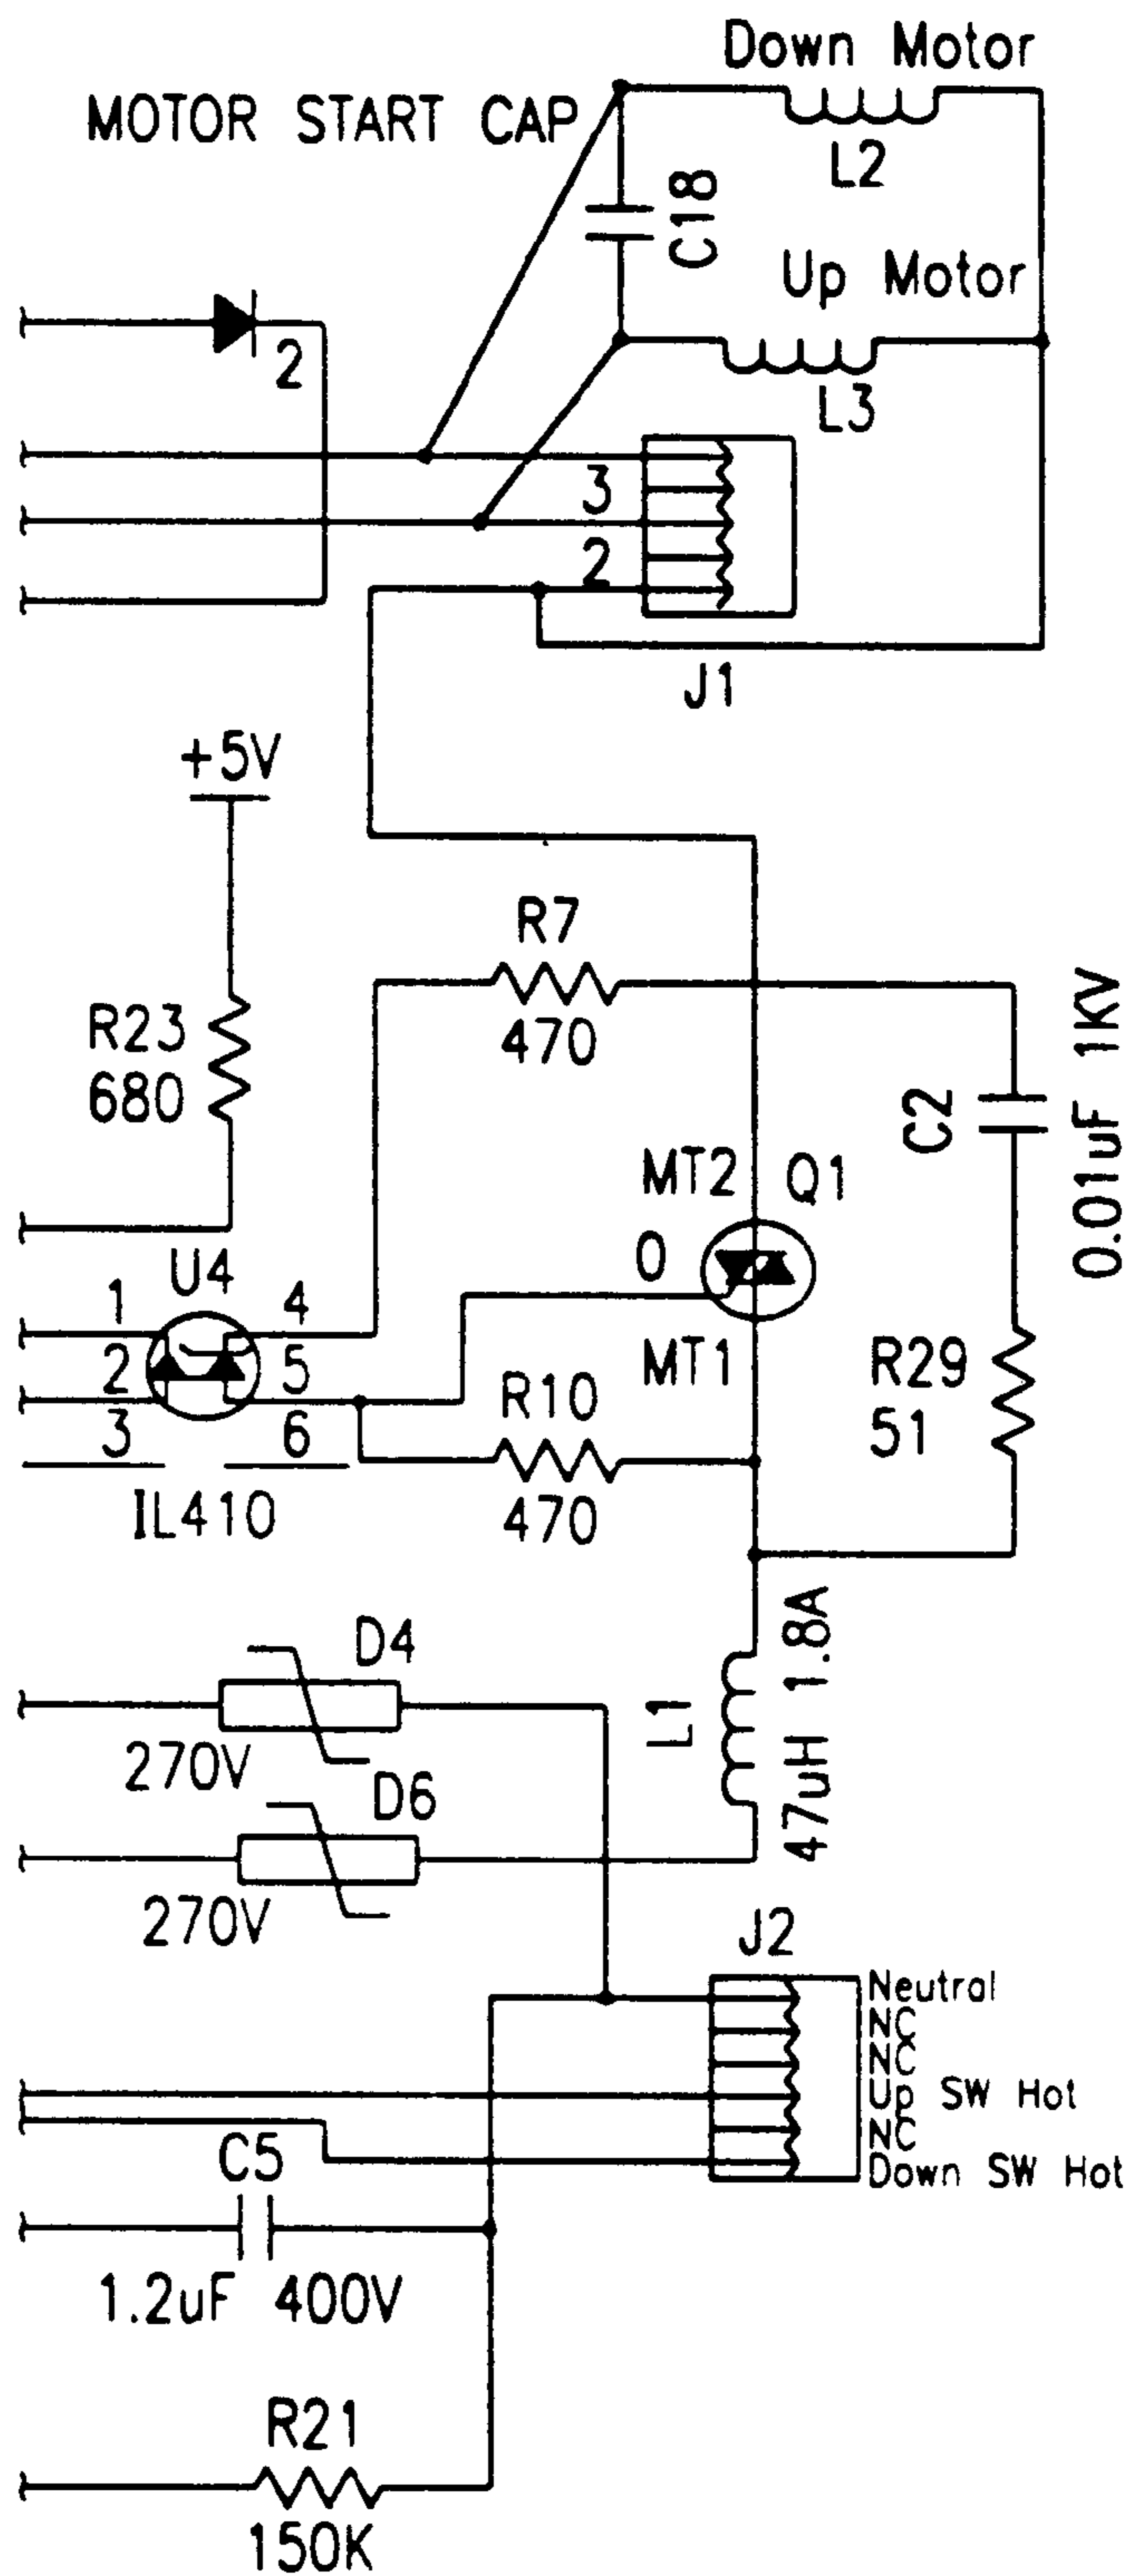 Down Motor
MOTOR START CAP
L2
C18
Up Motor
2
L3
3
2
J1
+5V
R7
470
R23
680
C2
0.01uF 1KV
MT2
Q1
0
U4
1
4
2
5
3
6
MT1
R10
470
R29
51
IL410
D4
270V
L1
47uH 1.8A
D6
270V
J2
Neutral
NC
NC
Up SW Hot
NC
Down SW Hot
C5
1.2uF 400V
R21
150K